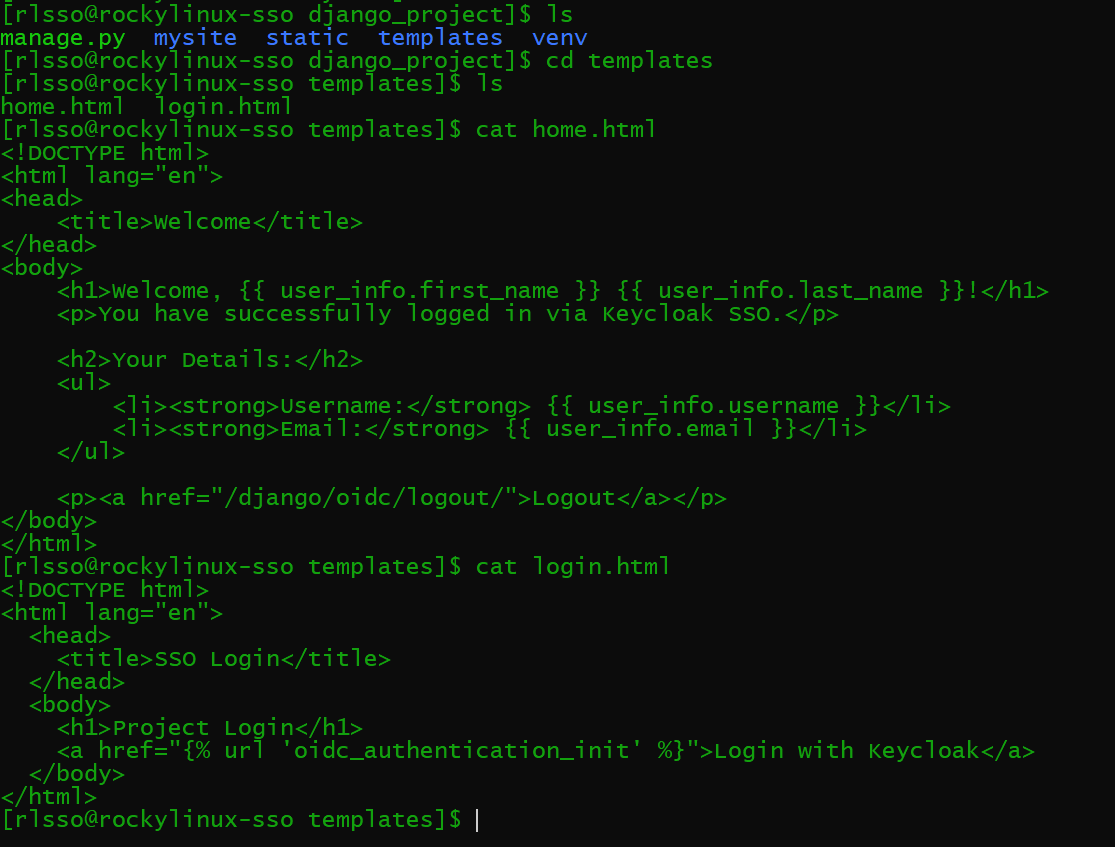 [rlsso@rockylinux-sso django_project]$ ls
manage.py  mysite  static  templates  venv
[rlsso@rockylinux-sso django_project]$ cd templates
[rlsso@rockylinux-sso templates]$ ls
home.html  login.html
[rlsso@rockylinux-sso templates]$ cat home.html
<!DOCTYPE html>
<html lang="en">
<head>
    <title>Welcome</title>
</head>
<body>
    <h1>Welcome, {{ user_info.first_name }} {{ user_info.last_name }}!</h1>
    <p>You have successfully logged in via Keycloak SSO.</p>

    <h2>Your Details:</h2>
    <ul>
        <li><strong>Username:</strong> {{ user_info.username }}</li>
        <li><strong>Email:</strong> {{ user_info.email }}</li>
    </ul>

    <p><a href="/django/oidc/logout/">Logout</a></p>
</body>
</html>
[rlsso@rockylinux-sso templates]$ cat login.html
<!DOCTYPE html>
<html lang="en">
  <head>
    <title>SSO Login</title>
  </head>
  <body>
    <h1>Project Login</h1>
    <a href="{% url 'oidc_authentication_init' %}">Login with Keycloak</a>
  </body>
</html>
[rlsso@rockylinux-sso templates]$